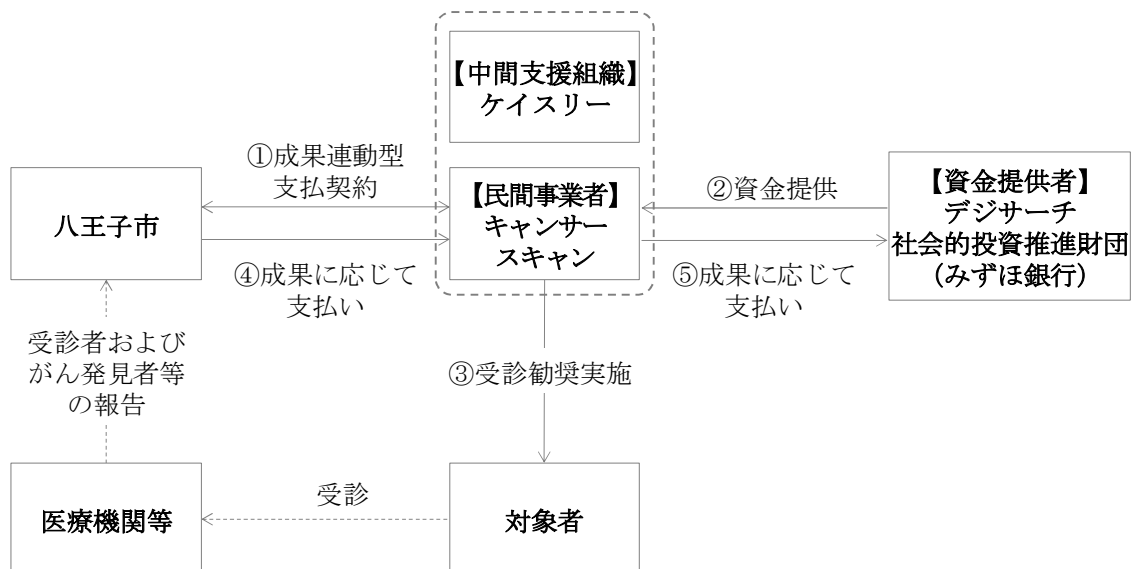 【中間支援組織】
ケイスリー
①成果連動型
支払契約
八王子市
【民間事業者】
キャンサー
スキャン
②資金提供
【資金提供者】
デジサーチ
社会的投資推進財団
（みずほ銀行）
④成果に応じて
支払い
⑤成果に応じて
支払い
受診者および
がん発見者等
の報告
③受診勧奨実施
医療機関等
受診
対象者